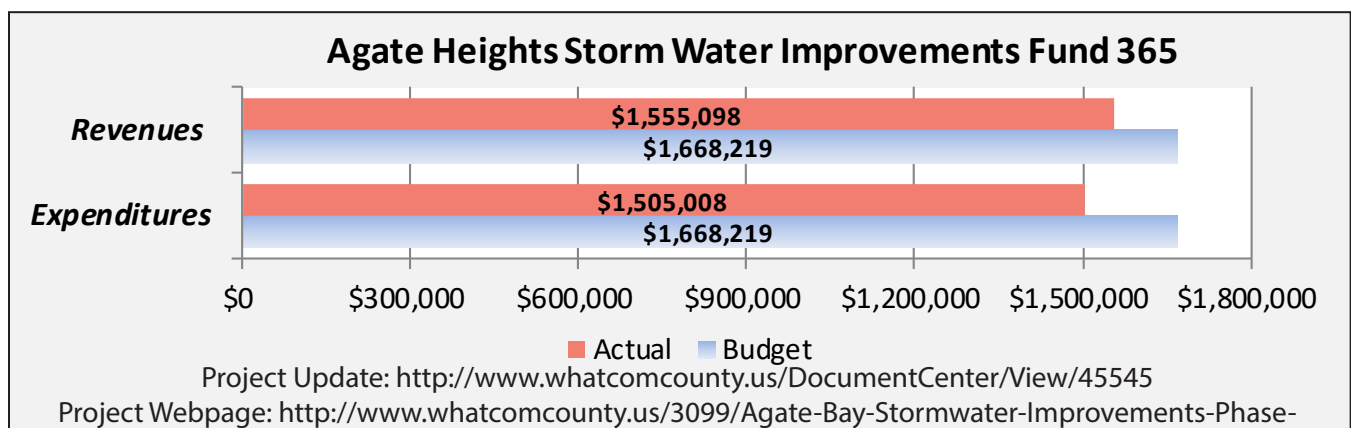 Agate Heights Storm Water Improvements Fund 365
Revenues
$1,555,098
$1,668,219
Expenditures
$1,505,008
$1,668,219
$0 $300,000 $600,000 $900,000 $1,200,000 $1,500,000 $1,800,000
Actual Budget
Project Update: http://www.whatcomcounty.us/DocumentCenter/View/45545
Project Webpage: http://www.whatcomcounty.us/3099/Agate-Bay-Stormwater-Improvements-Phase-